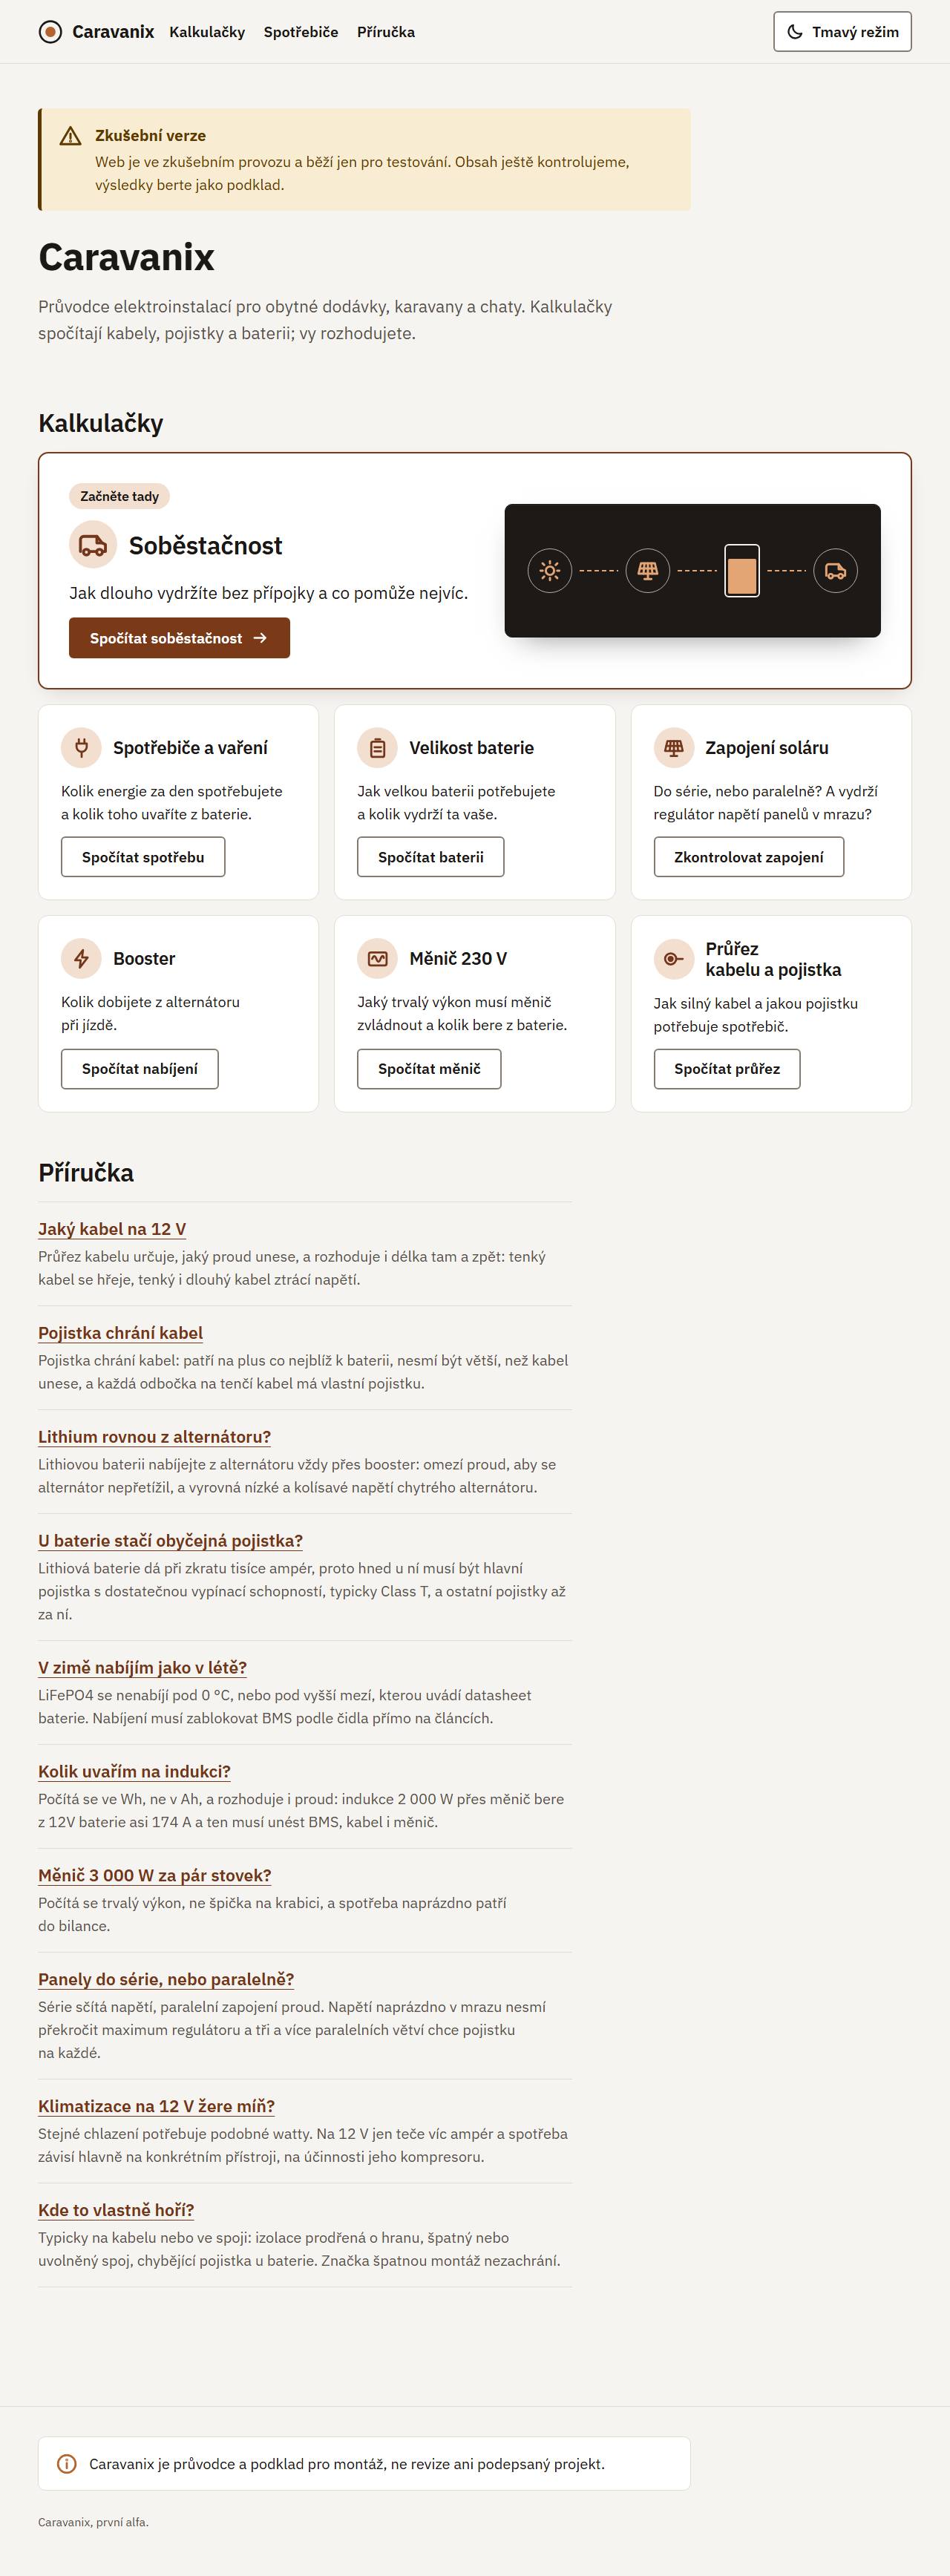 Caravanix Kalkulačky Spotřebiče Příručka Tmavý režim
Zkušební verze
Web je ve zkušebním provozu a běží jen pro testování. Obsah ještě kontrolujeme,
výsledky berte jako podklad.
Caravanix
Průvodce elektroinstalací pro obytné dodávky, karavany a chaty. Kalkulačky
spočítají kabely, pojistky a baterii; vy rozhodujete.
Kalkulačky
Začněte tady
Soběstačnost
Jak dlouho vydržíte bez přípojky a co pomůže nejvíc.
Spočítat soběstačnost →
Spotřebiče a vaření
Kolik energie za den spotřebujete
a kolik toho uvaříte z baterie.
Spočítat spotřebu
Velikost baterie
Jak velkou baterii potřebujete
a kolik vydrží ta vaše.
Spočítat baterii
Zapojení soláru
Do série, nebo paralelně? A vydrží
regulátor napětí panelů v mrazu?
Zkontrolovat zapojení
Booster
Kolik dobijete z alternátoru
při jízdě.
Spočítat nabíjení
Měnič 230 V
Jaký trvalý výkon musí měnič
zvládnout a kolik bere z baterie.
Spočítat měnič
Průřez
kabelu a pojistka
Jak silný kabel a jakou pojistku
potřebuje spotřebič.
Spočítat průřez
Příručka
Jaký kabel na 12 V
Průřez kabelu určuje, jaký proud unese, a rozhoduje i délka tam a zpět: tenký
kabel se hřeje, tenký i dlouhý kabel ztrácí napětí.
Pojistka chrání kabel
Pojistka chrání kabel: patří na plus co nejblíž k baterii, nesmí být větší, než kabel
unese, a každá odbočka na tenčí kabel má vlastní pojistku.
Lithium rovnou z alternátoru?
Lithiovou baterii nabíjejte z alternátoru vždy přes booster: omezí proud, aby se
alternátor nepřetížil, a vyrovná nízké a kolísavé napětí chytrého alternátoru.
U baterie stačí obyčejná pojistka?
Lithiová baterie dá při zkratu tisíce ampér, proto hned u ní musí být hlavní
pojistka s dostatečnou vypínací schopností, typicky Class T, a ostatní pojistky až
za ní.
V zimě nabíjím jako v létě?
LiFePO4 se nenabíjí pod 0 °C, nebo pod vyšší mezí, kterou uvádí datasheet
baterie. Nabíjení musí zablokovat BMS podle čidla přímo na článcích.
Kolik uvařím na indukci?
Počítá se ve Wh, ne v Ah, a rozhoduje i proud: indukce 2 000 W přes měnič bere
z 12V baterie asi 174 A a ten musí unést BMS, kabel i měnič.
Měnič 3 000 W za pár stovek?
Počítá se trvalý výkon, ne špička na krabici, a spotřeba naprázdno patří
do bilance.
Panely do série, nebo paralelně?
Série sčítá napětí, paralelní zapojení proud. Napětí naprázdno v mrazu nesmí
překročit maximum regulátoru a tři a více paralelních větví chce pojistku
na každé.
Klimatizace na 12 V žere míň?
Stejné chlazení potřebuje podobné watty. Na 12 V jen teče víc ampér a spotřeba
závisí hlavně na konkrétním přístroji, na účinnosti jeho kompresoru.
Kde to vlastně hoří?
Typicky na kabelu nebo ve spoji: izolace prodřená o hranu, špatný nebo
uvolněný spoj, chybějící pojistka u baterie. Značka špatnou montáž nezachrání.
Caravanix je průvodce a podklad pro montáž, ne revize ani podepsaný projekt.
Caravanix, první alfa.